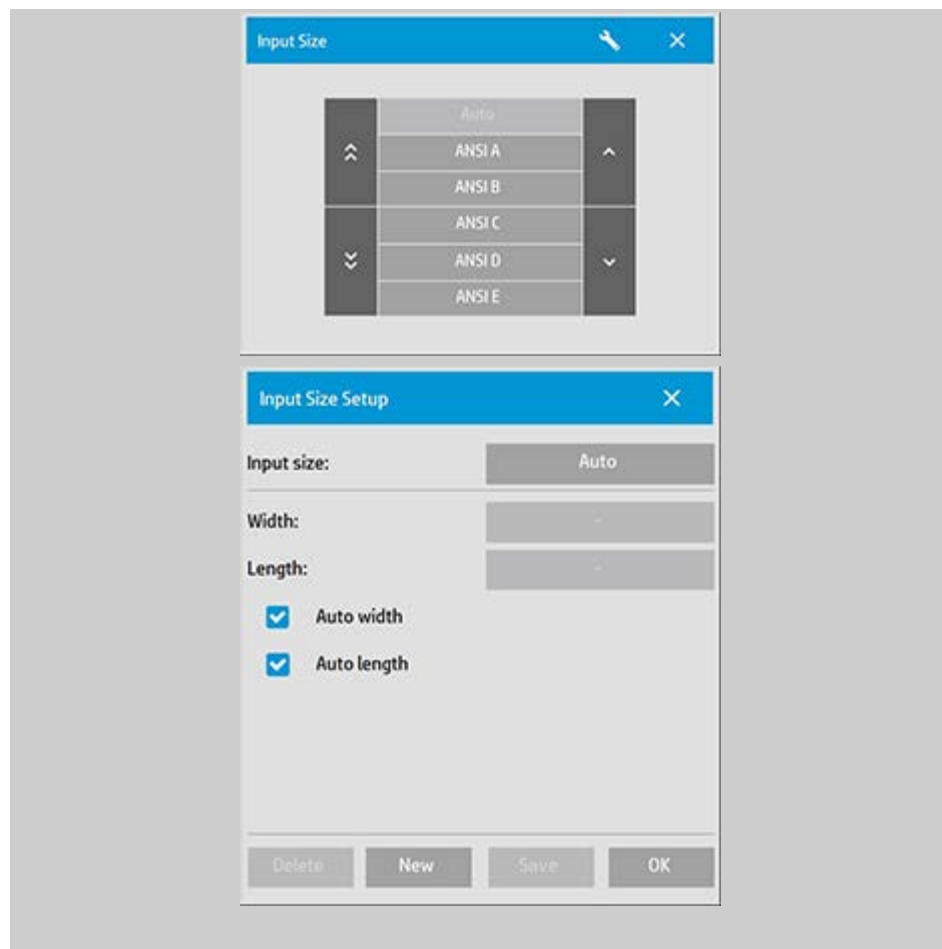 Input Size
Auto
ANSI A
ANSI B
ANSI C
ANSI D
ANSI E
Input Size Setup
Input size: Auto
Width: -
Length: -
Auto width
Auto length
Delete New Save OK